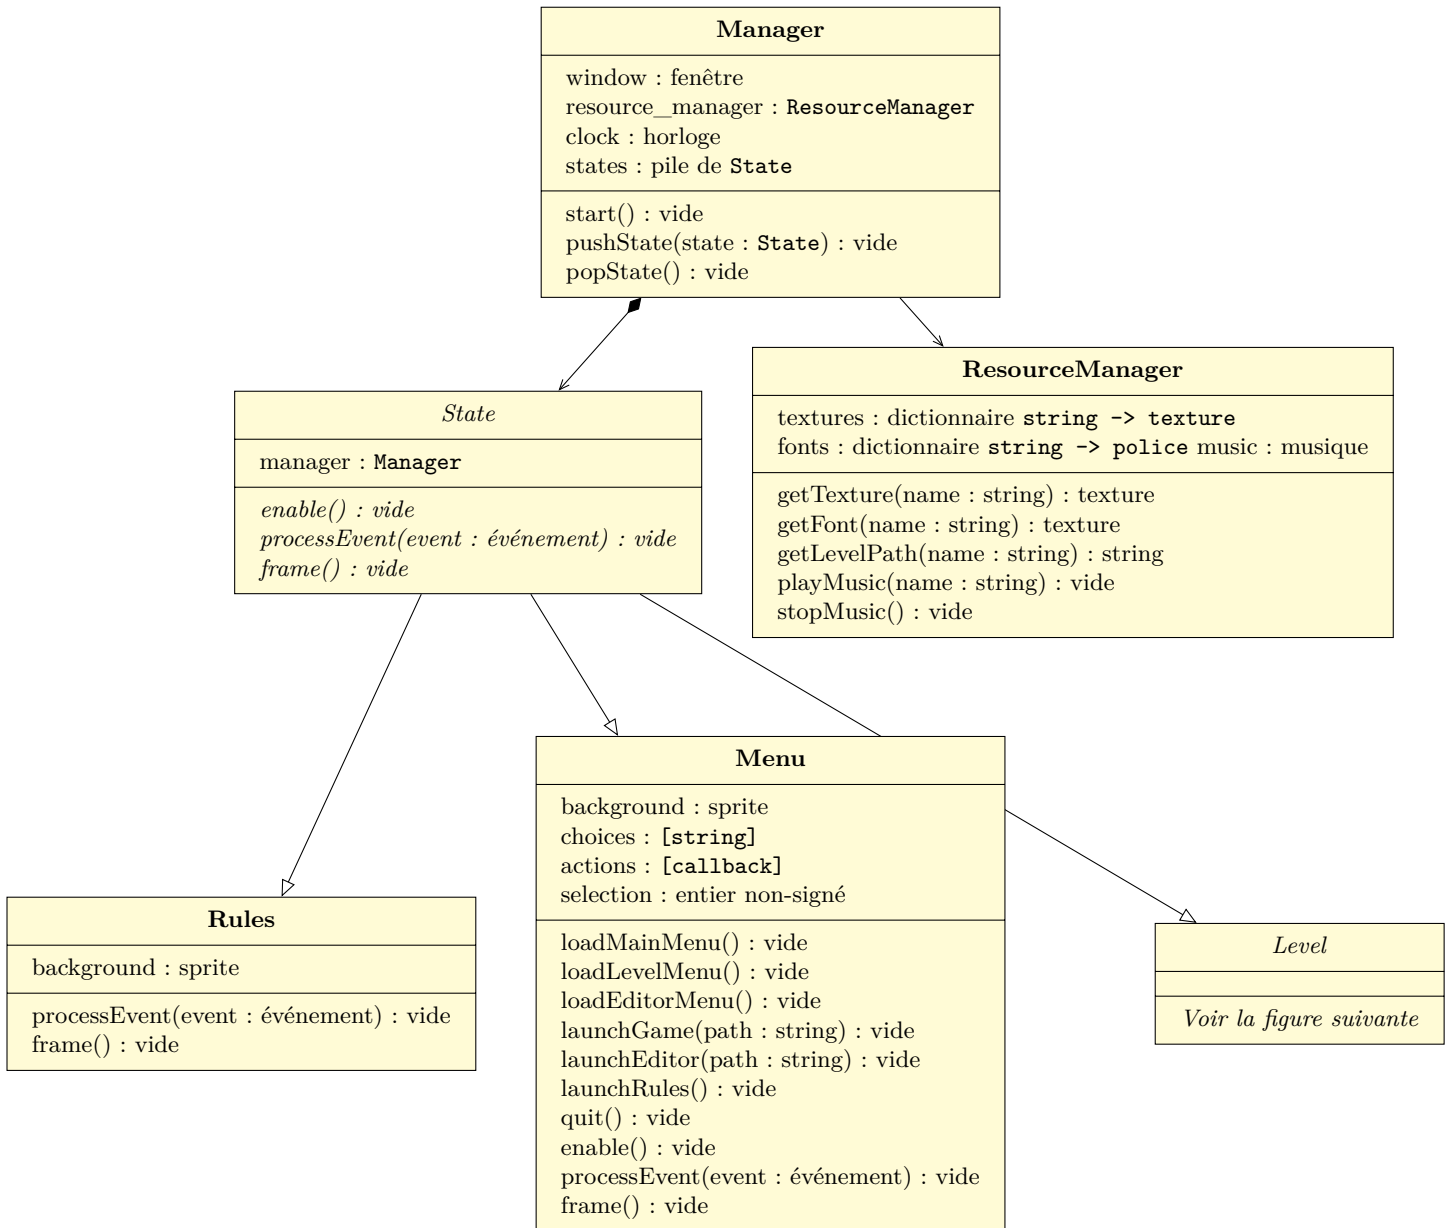 Manager
window : fenêtre
resource_manager : ResourceManager
clock : horloge
states : pile de State
start() : vide
pushState(state : State) : vide
popState() : vide
ResourceManager
textures : dictionnaire string -> texture
fonts : dictionnaire string -> police music : musique
getTexture(name : string) : texture
getFont(name : string) : texture
getLevelPath(name : string) : string
playMusic(name : string) : vide
stopMusic() : vide
State
manager : Manager
enable() : vide
processEvent(event : événement) : vide
frame() : vide
Menu
background : sprite
choices : [string]
actions : [callback]
selection : entier non-signé
loadMainMenu() : vide
loadLevelMenu() : vide
loadEditorMenu() : vide
launchGame(path : string) : vide
launchEditor(path : string) : vide
launchRules() : vide
quit() : vide
enable() : vide
processEvent(event : événement) : vide
frame() : vide
Rules
background : sprite
processEvent(event : événement) : vide
frame() : vide
Level
Voir la figure suivante